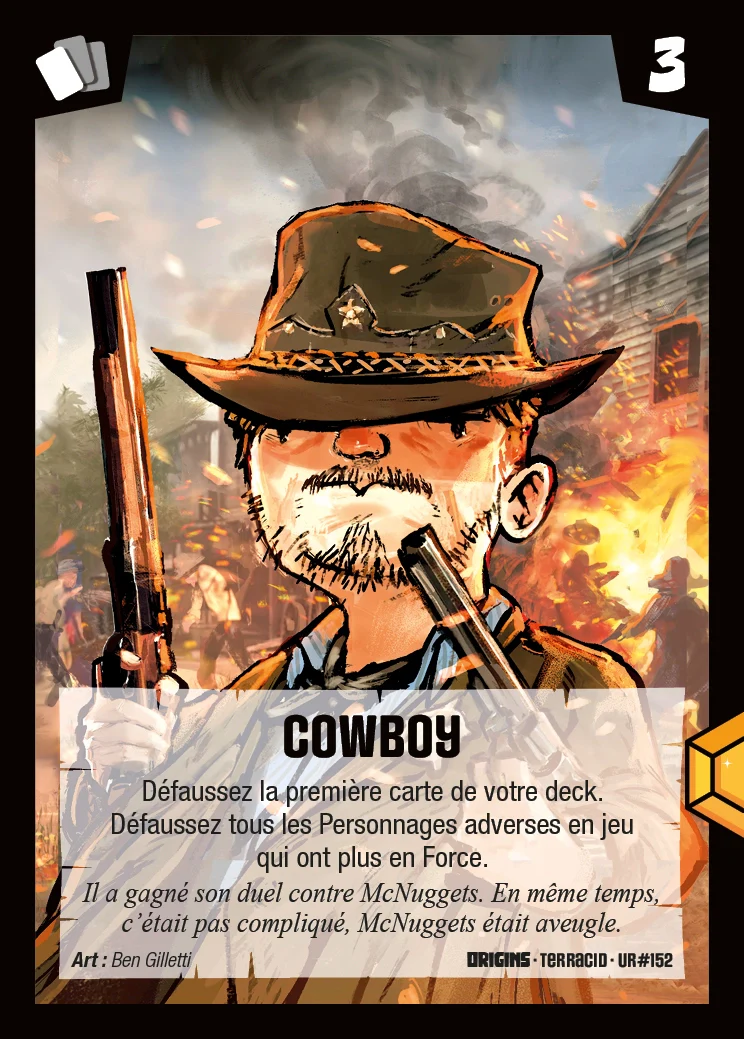 3
COWBOY
Défaussez la première carte de votre deck.
Défaussez tous les Personnages adverses en jeu
qui ont plus en Force.
Il a gagné son duel contre McNuggets. En même temps,
c'était pas compliqué, McNuggets était aveugle.
Art : Ben Gilletti
ORIGINS · TERRACID · UR#152